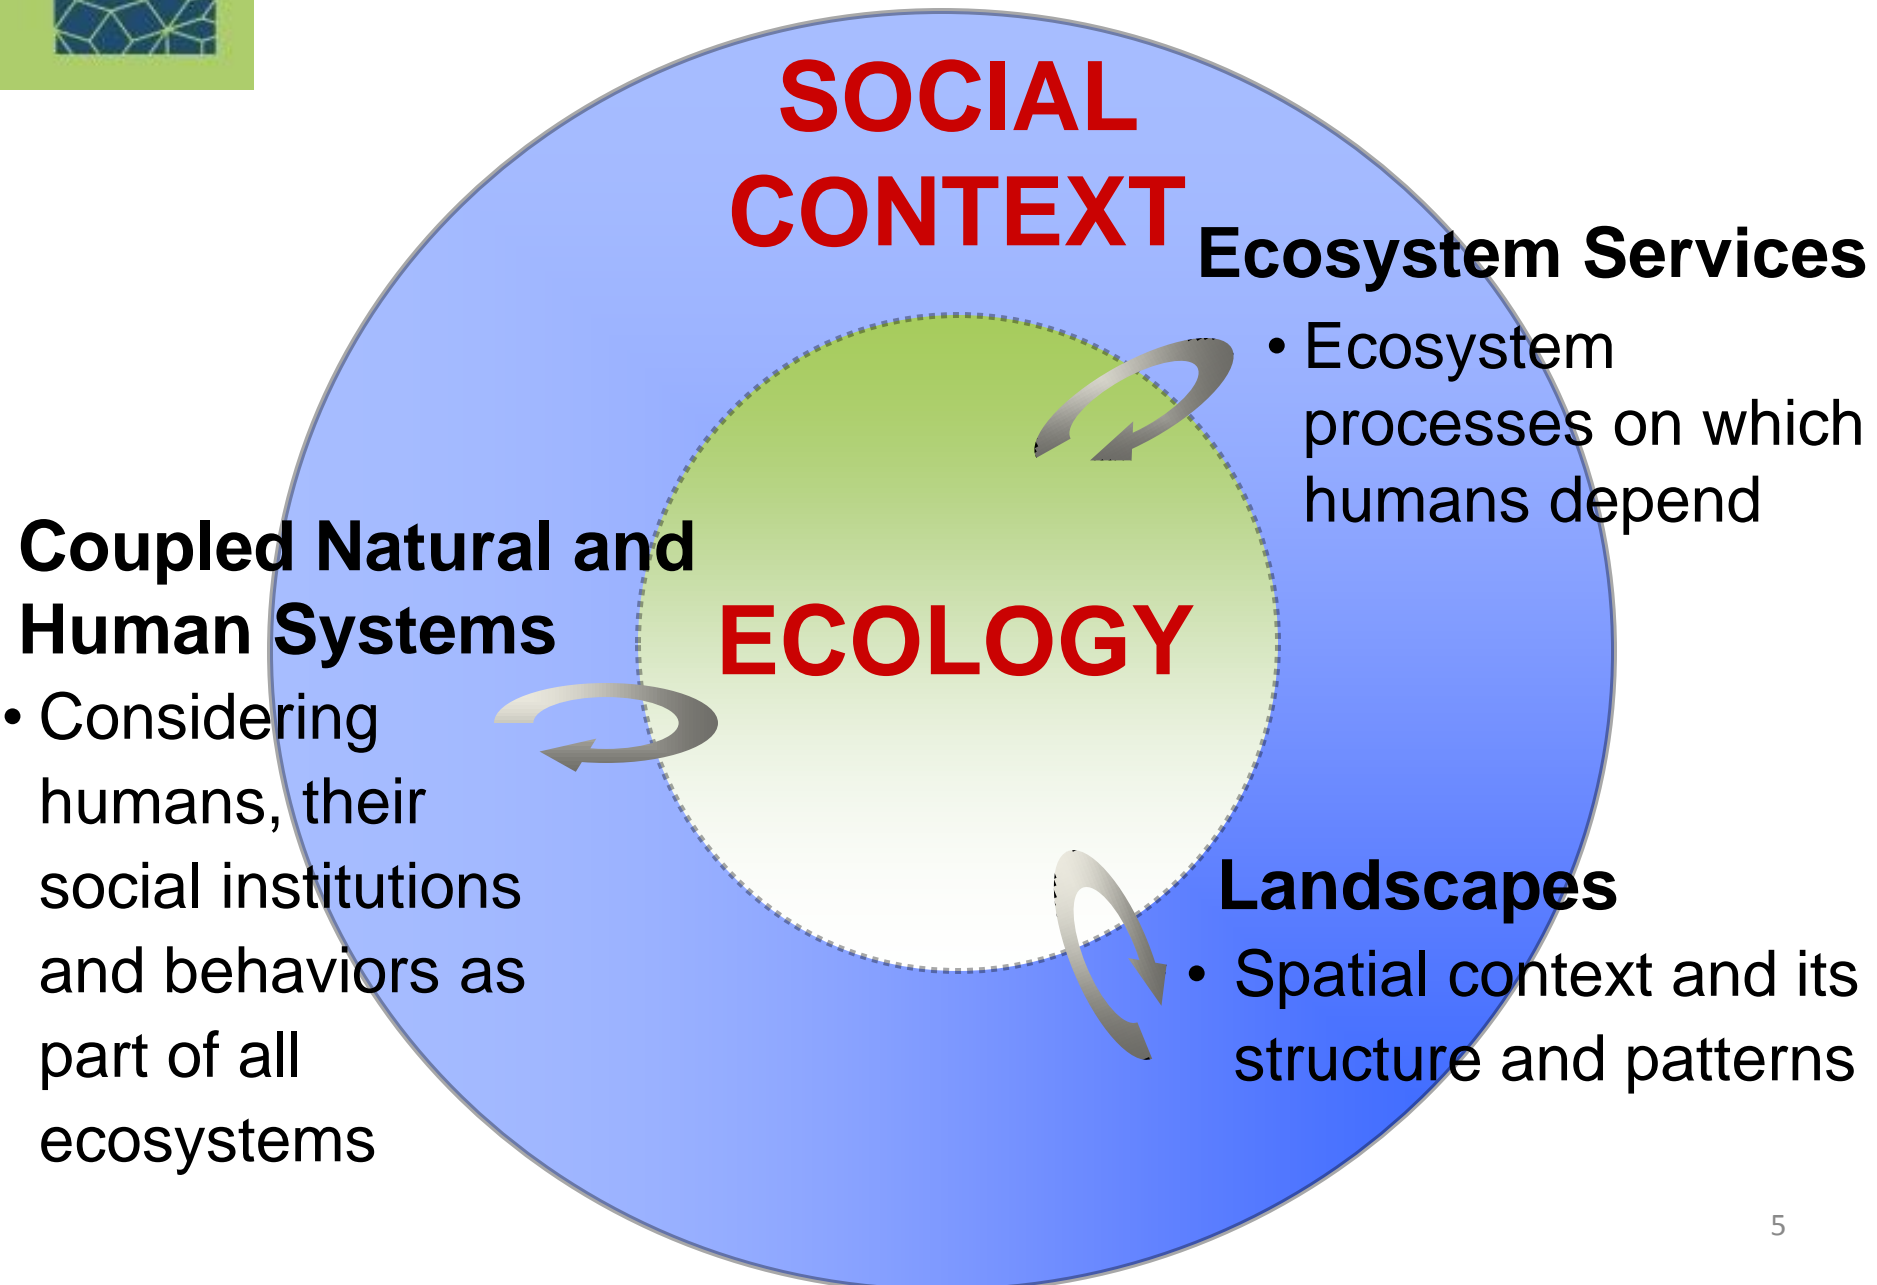 SOCIAL
CONTEXT
Ecosystem Services
• Ecosystem
processes on which
humans depend
Coupled Natural and
Human Systems
• Considering
humans, their
social institutions
and behaviors as
part of all
ecosystems
ECOLOGY
Landscapes
• Spatial context and its
structure and patterns
5